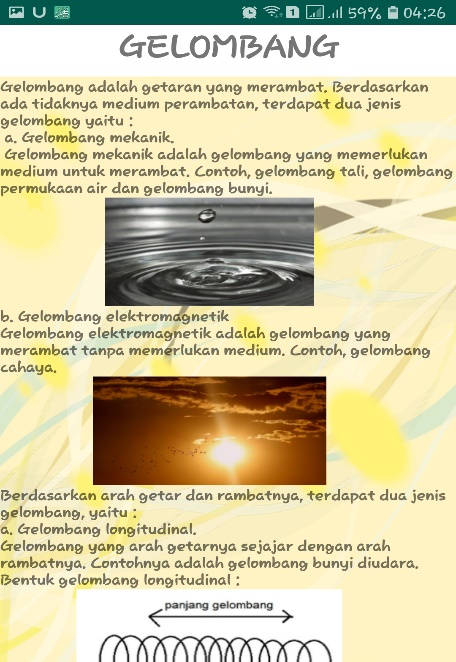 1 59% 04:26
GELOMBANG
Gelombang adalah getaran yang merambat. Berdasarkan
ada tidaknya medium perambatan, terdapat dua jenis
gelombang yaitu :
a. Gelombang mekanik.
Gelombang mekanik adalah gelombang yang memerlukan
medium untuk merambat. Contoh, gelombang tali, gelombang
permukaan air dan gelombang bunyi.
b. Gelombang elektromagnetik
Gelombang elektromagnetik adalah gelombang yang
merambat tanpa memerlukan medium. Contoh, gelombang
cahaya.
Berdasarkan arah getar dan rambatnya, terdapat dua jenis
gelombang, yaitu :
a. Gelombang longitudinal.
Gelombang yang arah getarnya sejajar dengan arah
rambatnya. Contohnya adalah gelombang bunyi diudara.
Bentuk gelombang longitudinal :
panjang gelombang